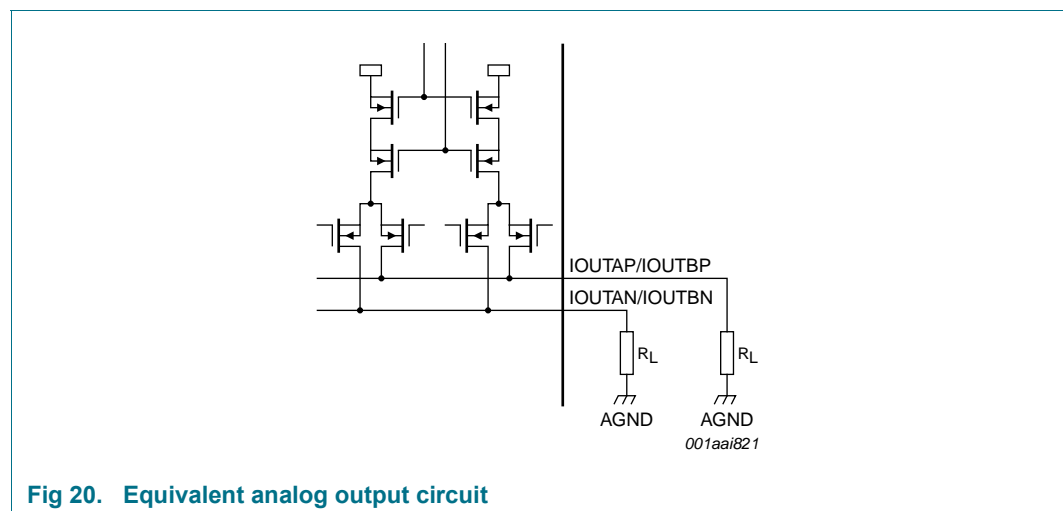 IOUTAP/IOUTBP
IOUTAN/IOUTBN
RL RL
AGND AGND
001aai821
Fig 20. Equivalent analog output circuit